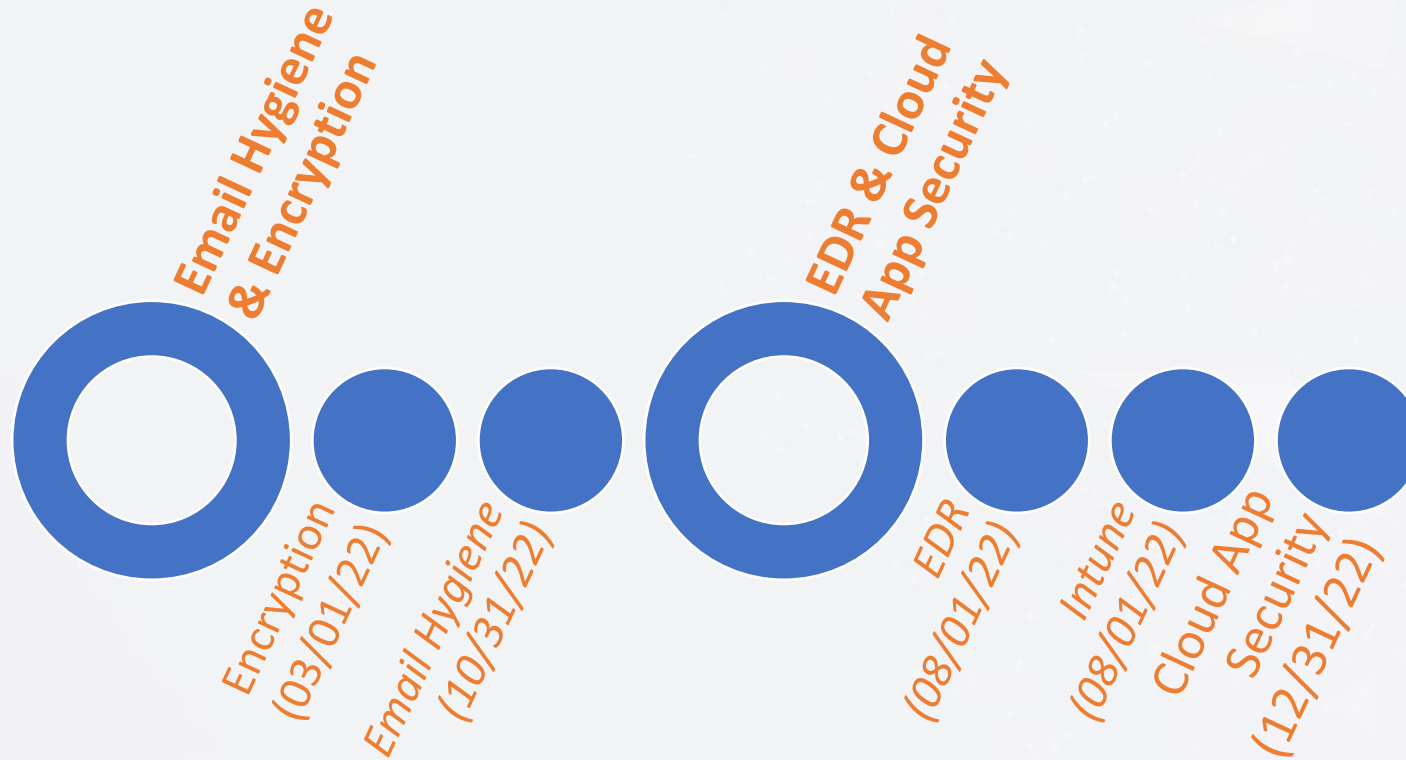 Email Hygiene
& Encryption
Encryption
(03/01/22)
Email Hygiene
(10/31/22)
EDR & Cloud
App Security
EDR
(08/01/22)
Intune
(08/01/22)
Cloud App
Security
(12/31/22)